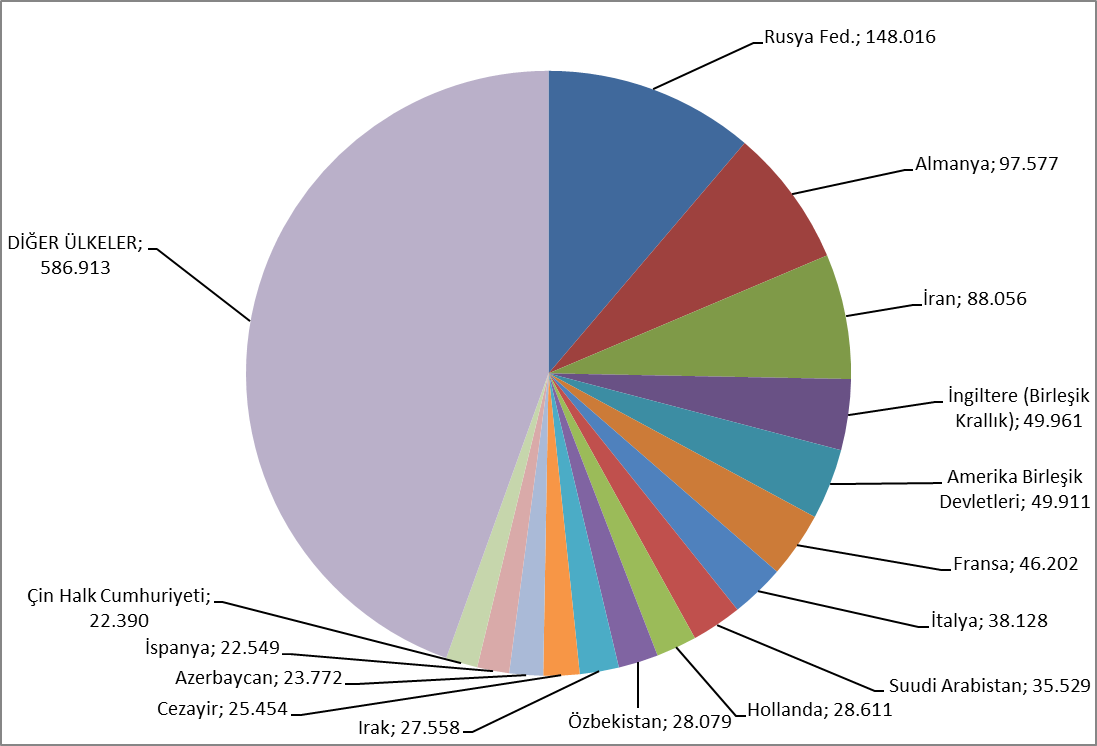 Rusya Fed.; 148.016
Almanya; 97.577
İran; 88.056
İngiltere (Birleşik
Krallık); 49.961
Amerika Birleşik
Devletleri; 49.911
Fransa; 46.202
İtalya; 38.128
Suudi Arabistan; 35.529
Hollanda; 28.611
Özbekistan; 28.079
Irak; 27.558
Cezayir; 25.454
Azerbaycan; 23.772
İspanya; 22.549
Çin Halk Cumhuriyeti;
22.390
DİĞER ÜLKELER;
586.913